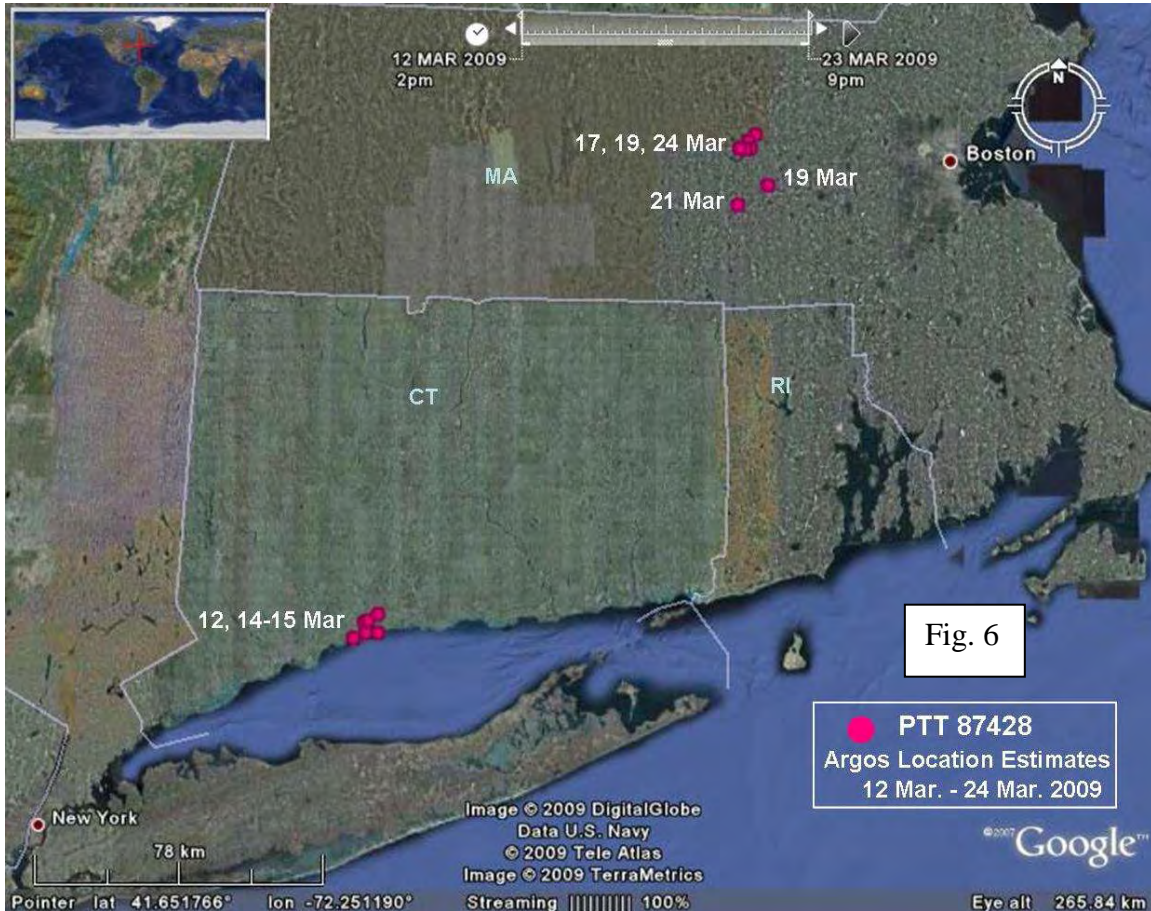 12 MAR 2009
2pm
23 MAR 2009
9pm
N
17, 19, 24 Mar
Boston
MA
19 Mar
21 Mar
CT
RI
12, 14-15 Mar
Fig. 6
PTT 87428
Argos Location Estimates
12 Mar. - 24 Mar. 2009
New York
78 km
Image © 2009 DigitalGlobe
Data U.S. Navy
© 2009 Tele Atlas
Image © 2009 TerraMetrics
©2007 Google™
Pointer lat 41.651766° lon -72.251190° Streaming |||||||||| 100% Eye alt 265.84 km